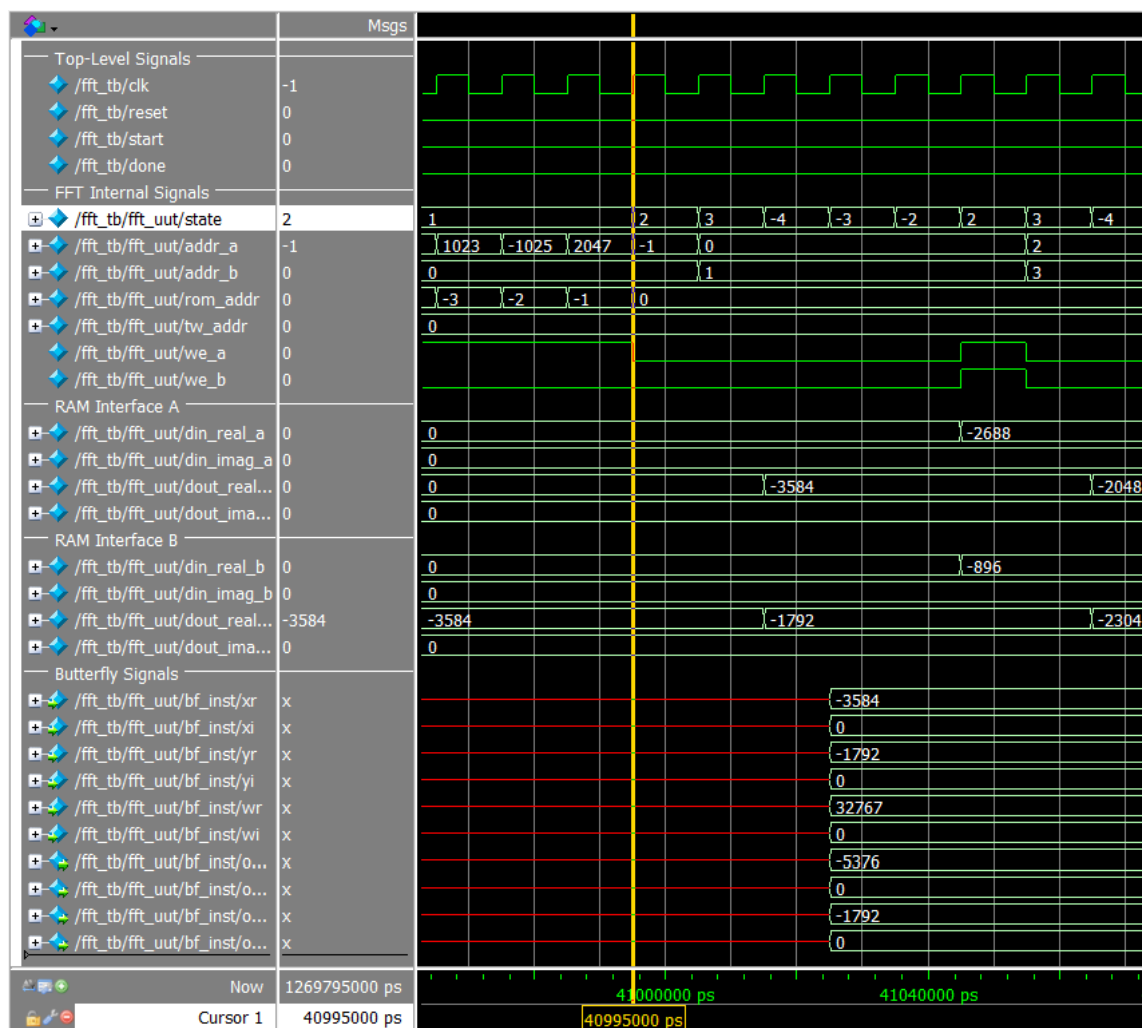 Msgs
Top-Level Signals
/fft_tb/clk -1
/fft_tb/reset 0
/fft_tb/start 0
/fft_tb/done 0
FFT Internal Signals
/fft_tb/fft_uut/state 2 1 2 3 -4 -3 -2 2 3 -4
/fft_tb/fft_uut/addr_a -1 1023 -1025 2047 -1 0 2
/fft_tb/fft_uut/addr_b 0 0 1 3
/fft_tb/fft_uut/rom_addr 0 -3 -2 -1 0
/fft_tb/fft_uut/tw_addr 0 0
/fft_tb/fft_uut/we_a 0
/fft_tb/fft_uut/we_b 0
RAM Interface A
/fft_tb/fft_uut/din_real_a 0 0 -2688
/fft_tb/fft_uut/din_imag_a 0 0
/fft_tb/fft_uut/dout_real... 0 0 -3584 -2048
/fft_tb/fft_uut/dout_ima... 0 0
RAM Interface B
/fft_tb/fft_uut/din_real_b 0 0 -896
/fft_tb/fft_uut/din_imag_b 0 0
/fft_tb/fft_uut/dout_real... -3584 -3584 -1792 -2304
/fft_tb/fft_uut/dout_ima... 0 0
Butterfly Signals
/fft_tb/fft_uut/bf_inst/xr x -3584
/fft_tb/fft_uut/bf_inst/xi x 0
/fft_tb/fft_uut/bf_inst/yr x -1792
/fft_tb/fft_uut/bf_inst/yi x 0
/fft_tb/fft_uut/bf_inst/wr x 32767
/fft_tb/fft_uut/bf_inst/wi x 0
/fft_tb/fft_uut/bf_inst/o... x -5376
/fft_tb/fft_uut/bf_inst/o... x 0
/fft_tb/fft_uut/bf_inst/o... x -1792
/fft_tb/fft_uut/bf_inst/o... x 0
Now 1269795000 ps 41000000 ps 41040000 ps
Cursor 1 40995000 ps 40995000 ps